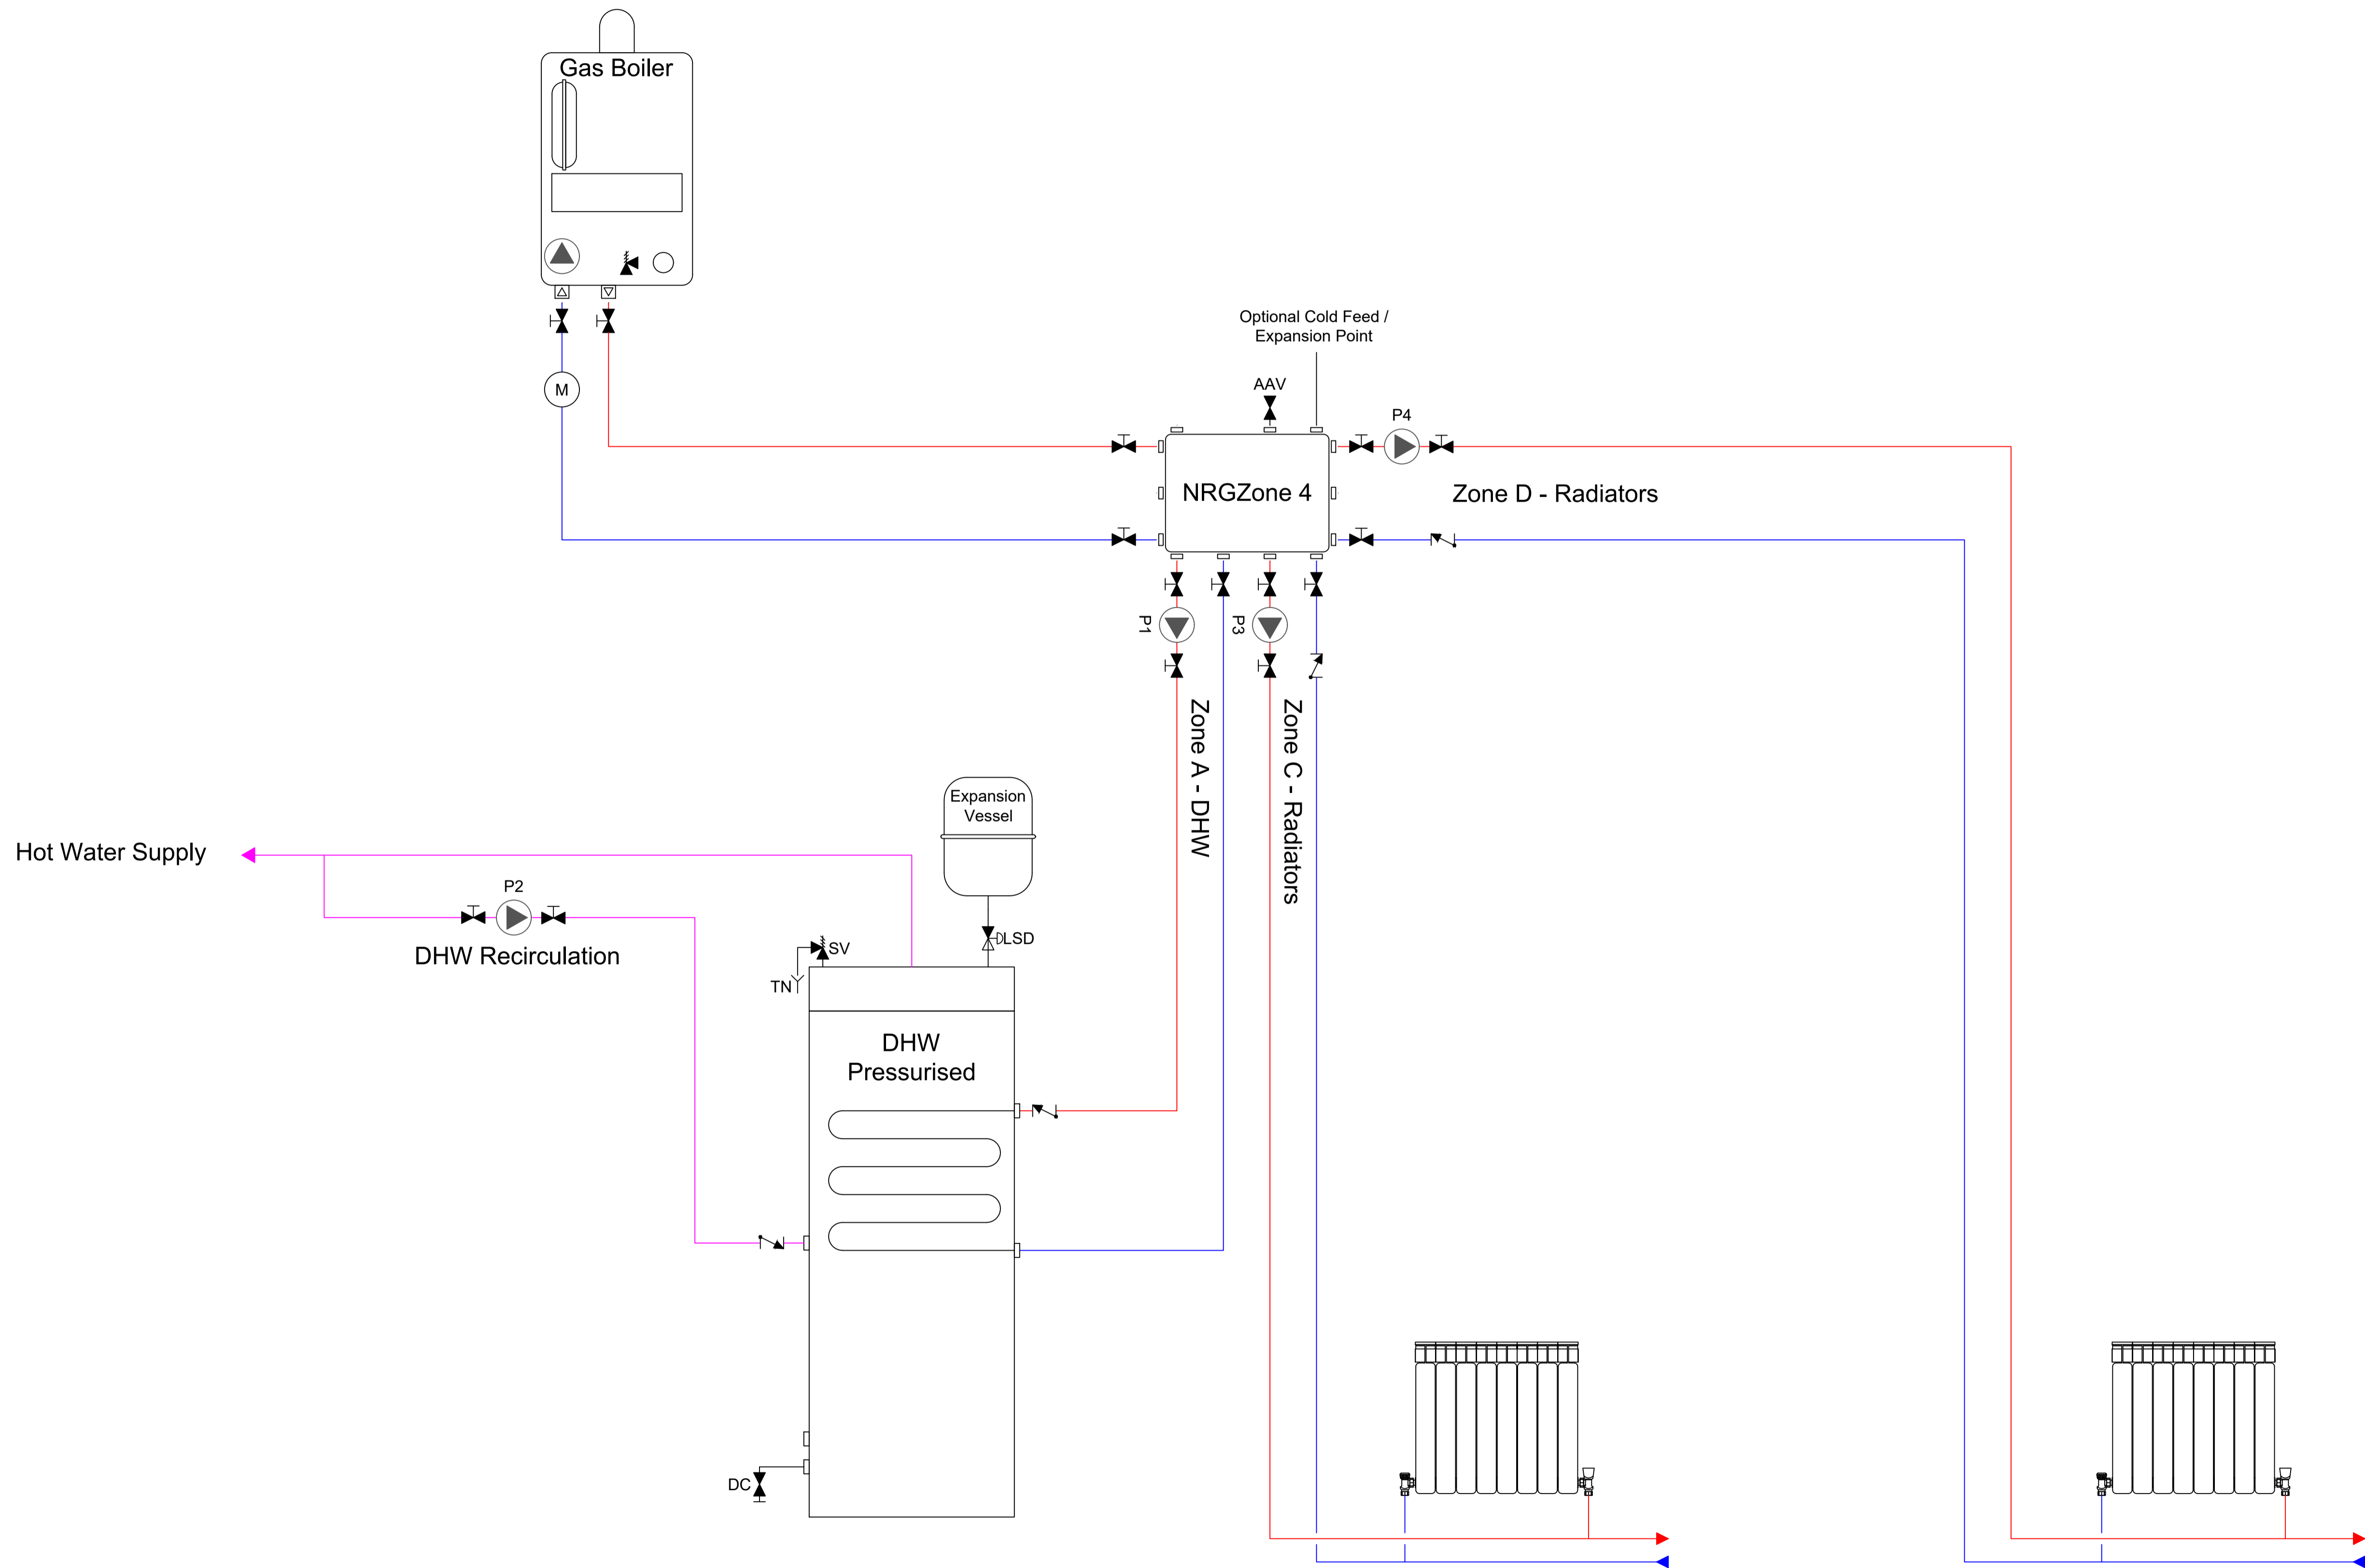 Gas Boiler
M
Optional Cold Feed /
Expansion Point
AAV
P4
NRGZone 4
Zone D - Radiators
P1
P3
Zone A - DHW
Zone C - Radiators
Expansion
Vessel
Hot Water Supply
P2
DHW Recirculation
SV
LSD
TN
DHW
Pressurised
DC